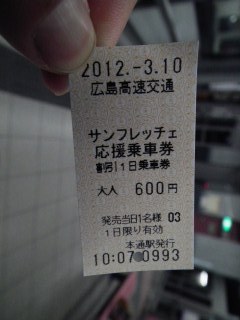 2012.-3.10
広島高速交通
サンフレッチェ
応援乗車券
割引1日乗車券
大人 600円
発売当日1名様 03
1日限り有効
本通駅発行
10:07 0993